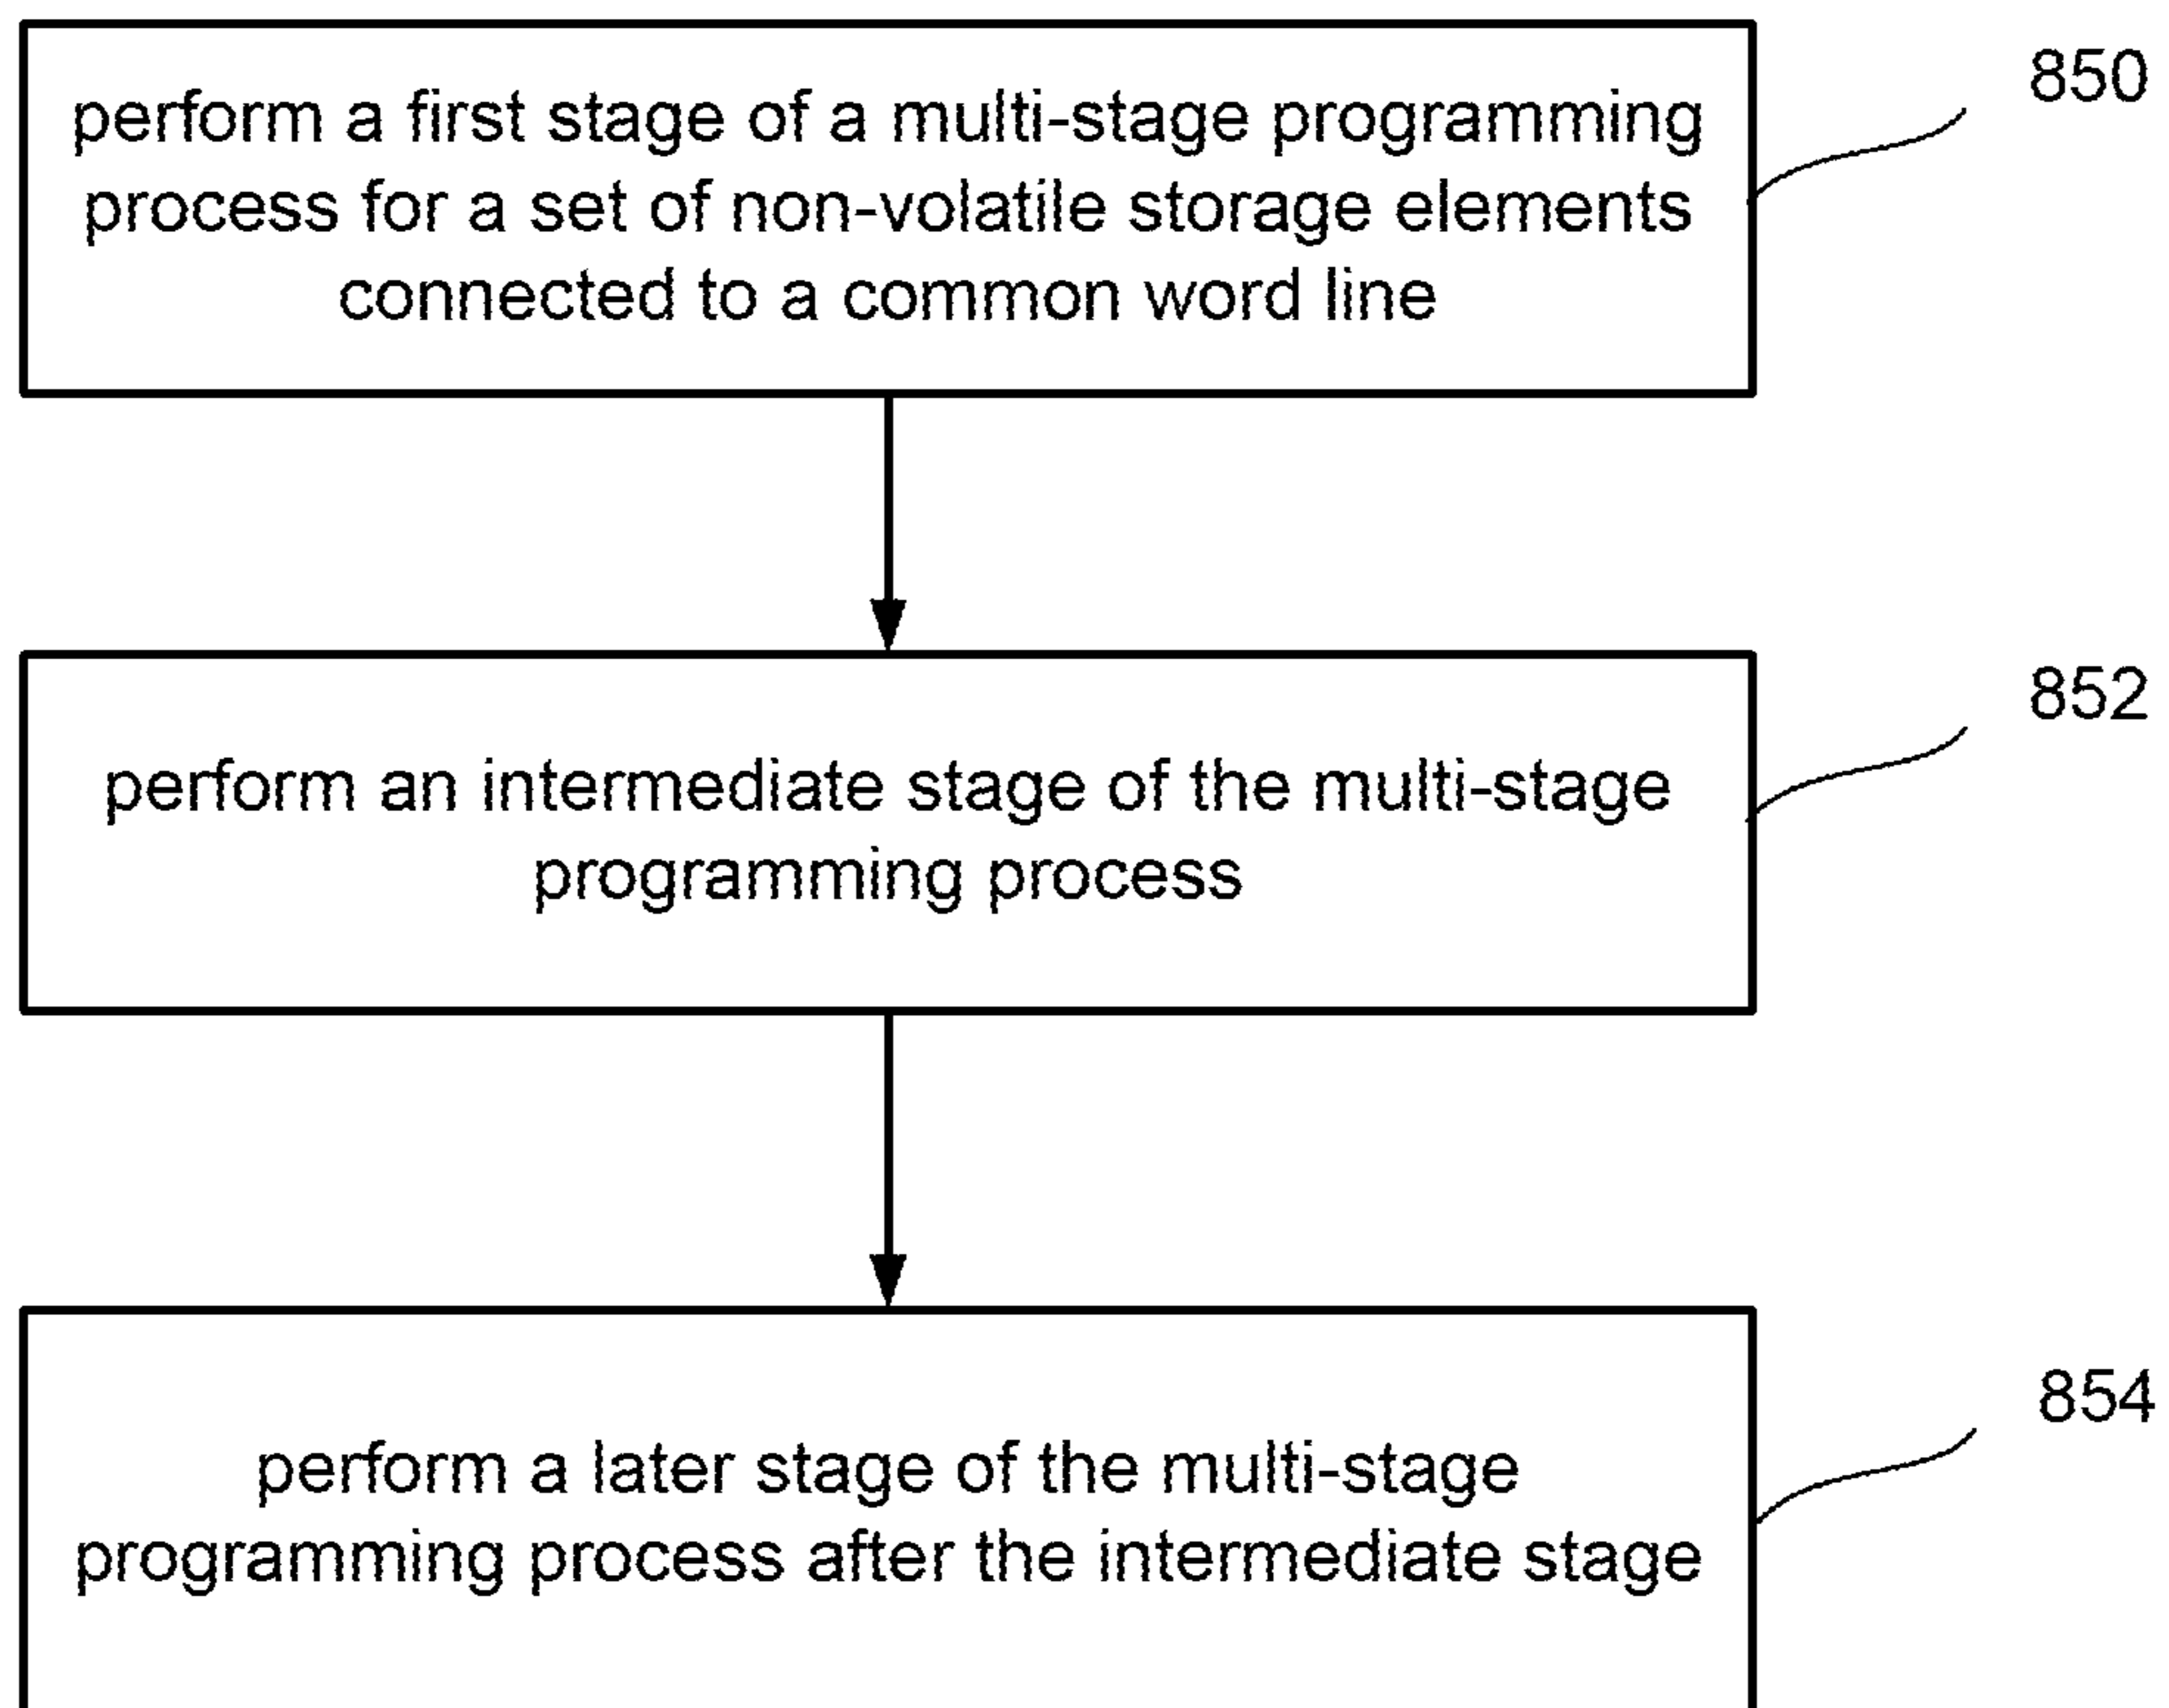 perform a first stage of a multi-stage programming
process for a set of non-volatile storage elements
connected to a common word line
850
perform an intermediate stage of the multi-stage
programming process
852
perform a later stage of the multi-stage
programming process after the intermediate stage
854